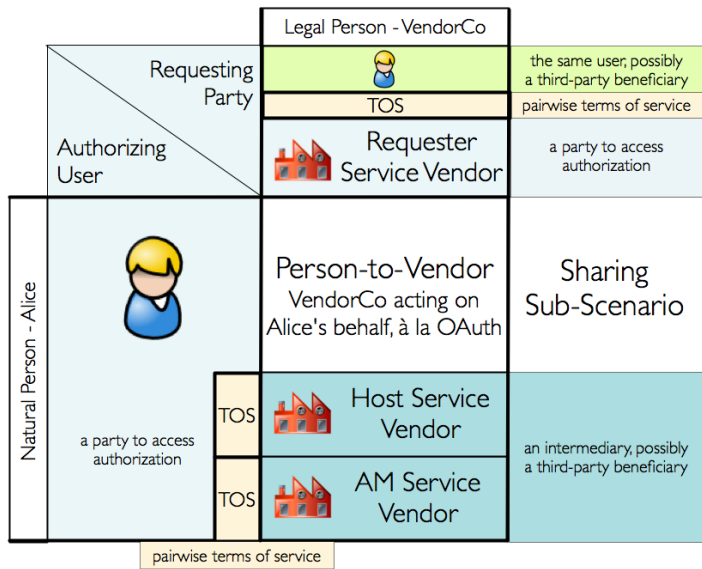 Legal Person - VendorCo
Requesting
Party
the same user, possibly
a third-party beneficiary
TOS
pairwise terms of service
Authorizing
User
Requester
Service Vendor
a party to access
authorization
Natural Person - Alice
Person-to-Vendor
VendorCo acting on
Alice's behalf, à la OAuth
Sharing
Sub-Scenario
a party to access
authorization
TOS
Host Service
Vendor
an intermediary, possibly
a third-party beneficiary
TOS
AM Service
Vendor
pairwise terms of service